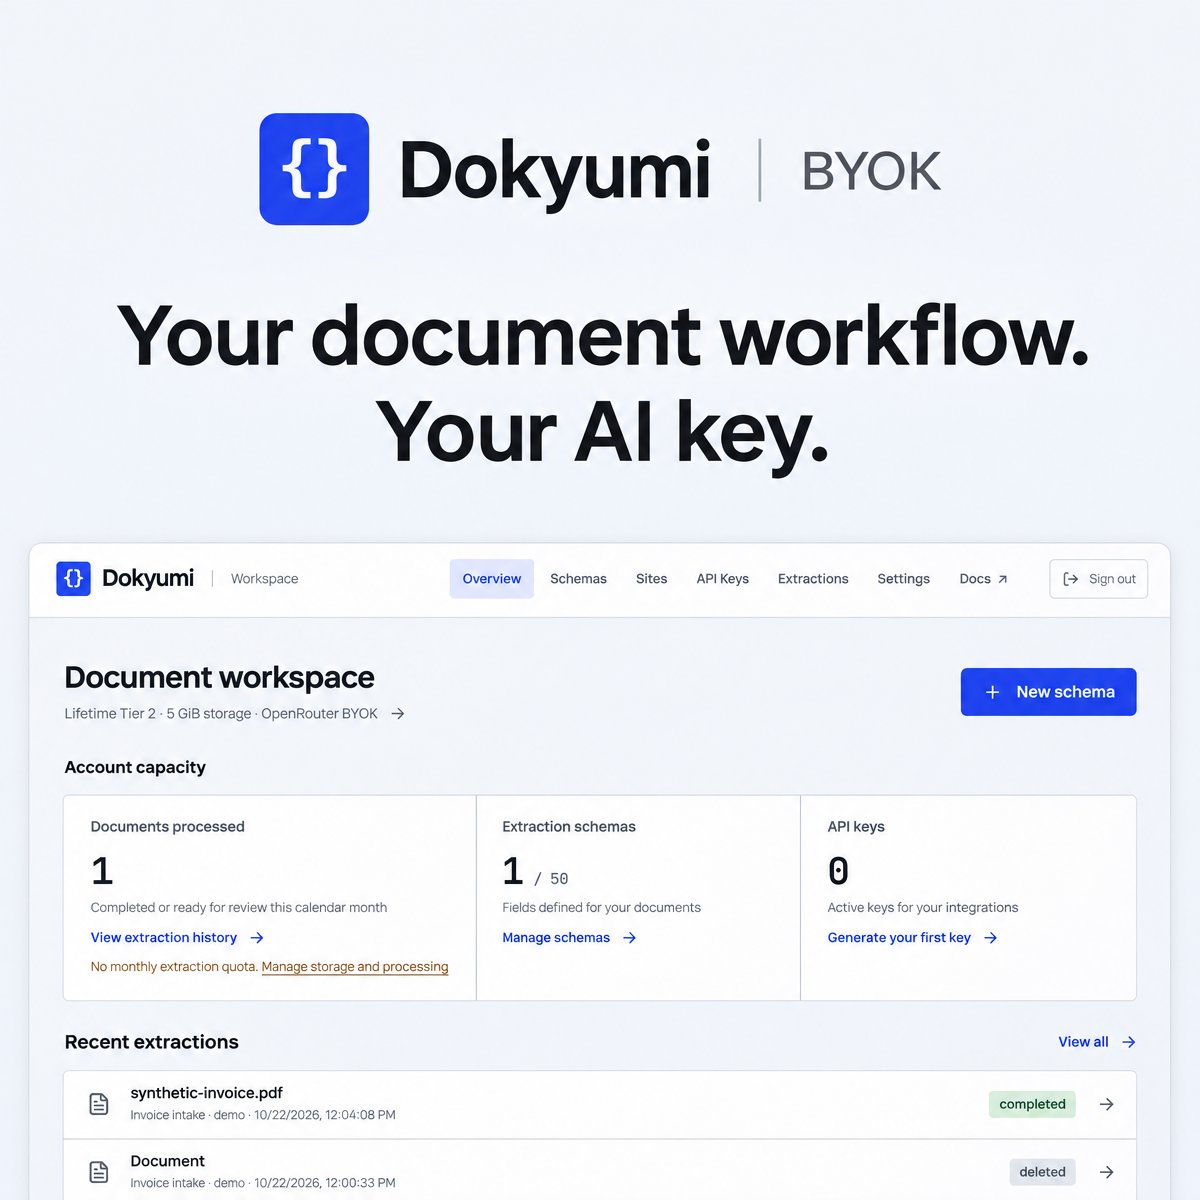 {} Dokyumi | BYOK
Your document workflow.
Your AI key.
{} Dokyumi | Workspace
Overview Schemas Sites API Keys Extractions Settings Docs ↗ Sign out
Document workspace
Lifetime Tier 2 · 5 GiB storage · OpenRouter BYOK →
+ New schema
Account capacity
Documents processed
1
Completed or ready for review this calendar month
View extraction history →
No monthly extraction quota. Manage storage and processing
Extraction schemas
1 / 50
Fields defined for your documents
Manage schemas →
API keys
0
Active keys for your integrations
Generate your first key →
Recent extractions
View all →
synthetic-invoice.pdf
Invoice intake · demo · 10/22/2026, 12:04:08 PM
completed →
Document
Invoice intake · demo · 10/22/2026, 12:00:33 PM
deleted →